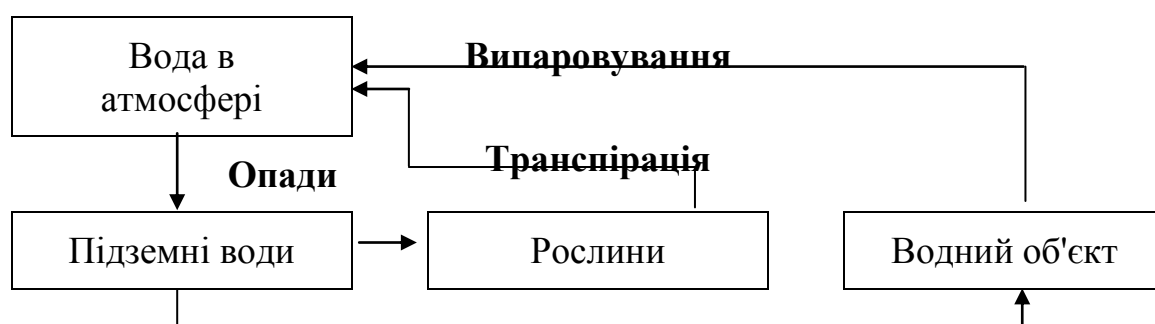 Вода в
атмосфері
Випаровування
Транспірація
Опади
Підземні води
Рослини
Водний об'єкт